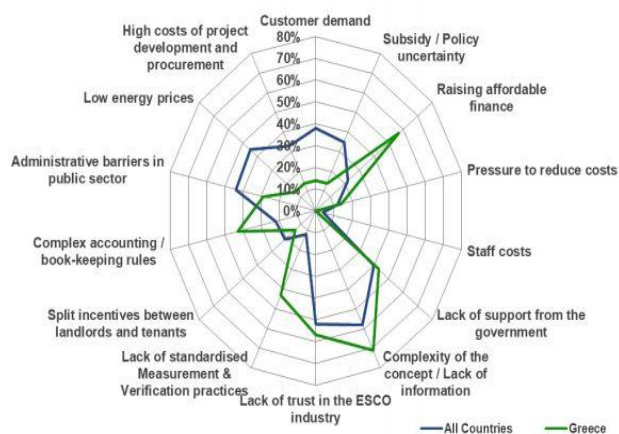 Customer demand
80%
70%
60%
50%
40%
30%
20%
10%
0%
Subsidy / Policy
uncertainty
Raising affordable
finance
Pressure to reduce costs
Staff costs
Lack of support from the
government
Complexity of the
concept / Lack of
information
Lack of trust in the ESCO
industry
Lack of standardised
Measurement &
Verification practices
Split incentives between
landlords and tenants
Complex accounting /
book-keeping rules
Administrative barriers in
public sector
Low energy prices
High costs of project
development and
procurement
All Countries
Greece